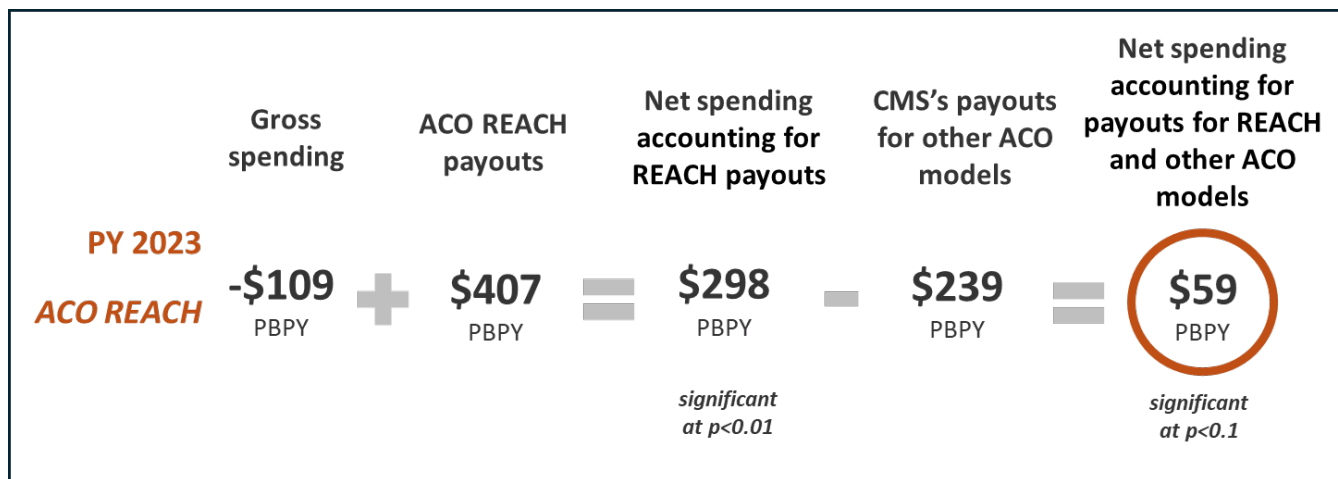 Gross
spending
ACO REACH
payouts
Net spending
accounting for
REACH payouts
CMS's payouts
for other ACO
models
Net spending
accounting for
payouts for REACH
and other ACO
models
PY 2023
ACO REACH
-$109
PBPY
+
$407
PBPY
=
$298
PBPY
significant
at p<0.01
-
$239
PBPY
=
$59
PBPY
significant
at p<0.1